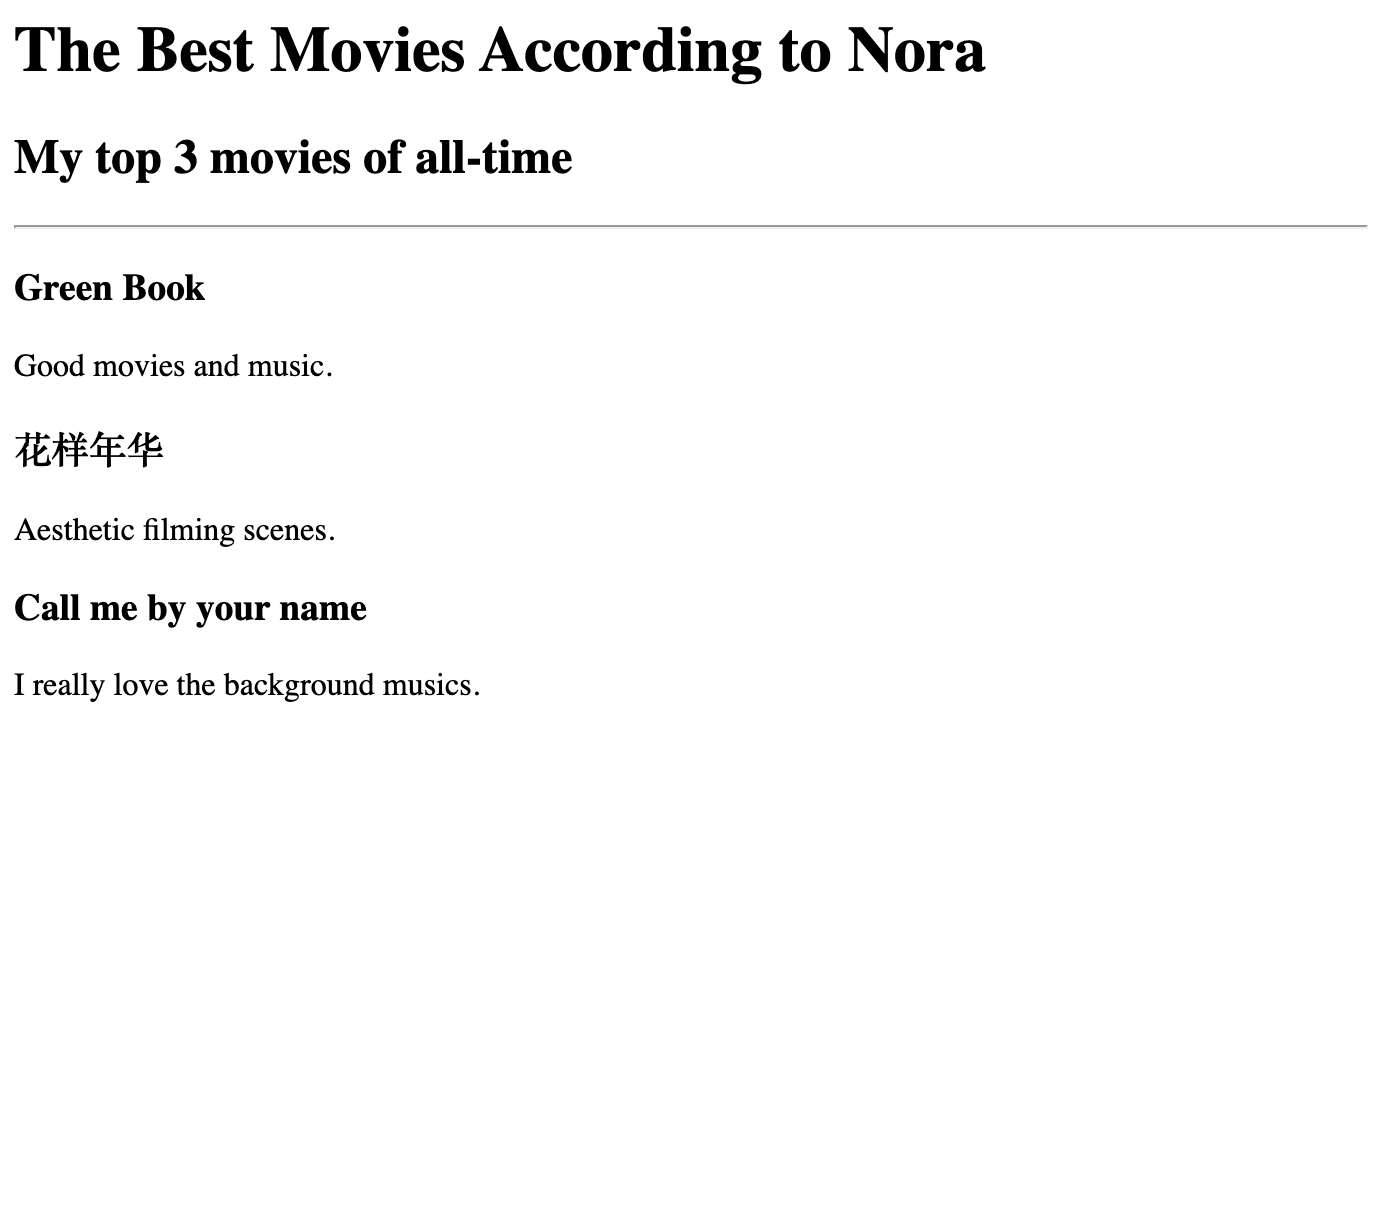 The Best Movies According to Nora
My top 3 movies of all-time
Green Book
Good movies and music.
花样年华
Aesthetic filming scenes.
Call me by your name
I really love the background musics.